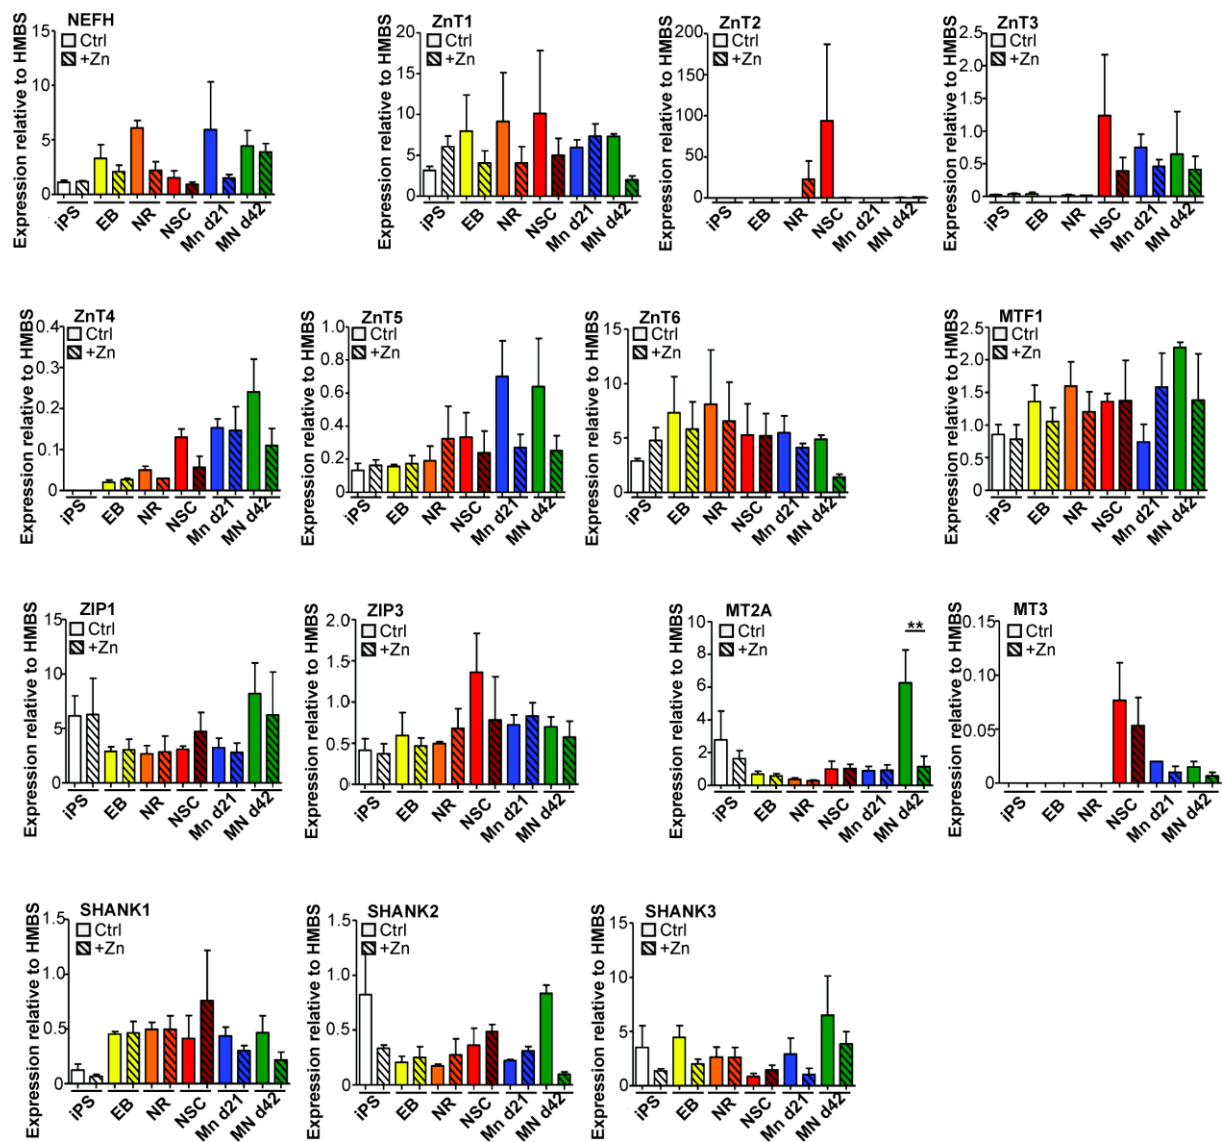 NEFH
Expression relative to HMBS
Ctrl
+Zn
15
10
5
0
iPS
EB
NR
NSC
Mn d21
MN d42
ZnT1
Expression relative to HMBS
Ctrl
+Zn
20
15
10
5
0
iPS
EB
NR
NSC
Mn d21
MN d42
ZnT2
Expression relative to HMBS
Ctrl
+Zn
200
150
100
50
0
iPS
EB
NR
NSC
Mn d21
MN d42
ZnT3
Expression relative to HMBS
Ctrl
+Zn
2.5
2.0
1.5
1.0
0.5
0.0
iPS
EB
NR
NSC
Mn d21
MN d42
ZnT4
Expression relative to HMBS
Ctrl
+Zn
0.4
0.3
0.2
0.1
0
iPS
EB
NR
NSC
Mn d21
MN d42
ZnT5
Expression relative to HMBS
Ctrl
+Zn
1.0
0.8
0.6
0.4
0.2
0
iPS
EB
NR
NSC
Mn d21
MN d42
ZnT6
Expression relative to HMBS
Ctrl
+Zn
15
10
5
0
iPS
EB
NR
NSC
Mn d21
MN d42
MTF1
Expression relative to HMBS
Ctrl
+Zn
2.5
2.0
1.5
1.0
0.5
0
iPS
EB
NR
NSC
Mn d21
MN d42
ZIP1
Expression relative to HMBS
Ctrl
+Zn
15
10
5
0
iPS
EB
NR
NSC
Mn d21
MN d42
ZIP3
Expression relative to HMBS
Ctrl
+Zn
2.0
1.5
1.0
0.5
0
iPS
EB
NR
NSC
Mn d21
MN d42
MT2A
Expression relative to HMBS
Ctrl
+Zn
**
10
8
6
4
2
0
iPS
EB
NR
NSC
Mn d21
MN d42
MT3
Expression relative to HMBS
Ctrl
+Zn
0.15
0.10
0.05
0
iPS
EB
NR
NSC
Mn d21
MN d42
SHANK1
Expression relative to HMBS
Ctrl
+Zn
1.5
1.0
0.5
0
iPS
EB
NR
NSC
Mn d21
MN d42
SHANK2
Expression relative to HMBS
Ctrl
+Zn
1.5
1.0
0.5
0
iPS
EB
NR
NSC
Mn d21
MN d42
SHANK3
Expression relative to HMBS
Ctrl
+Zn
15
10
5
0
iPS
EB
NR
NSC
Mn d21
MN d42